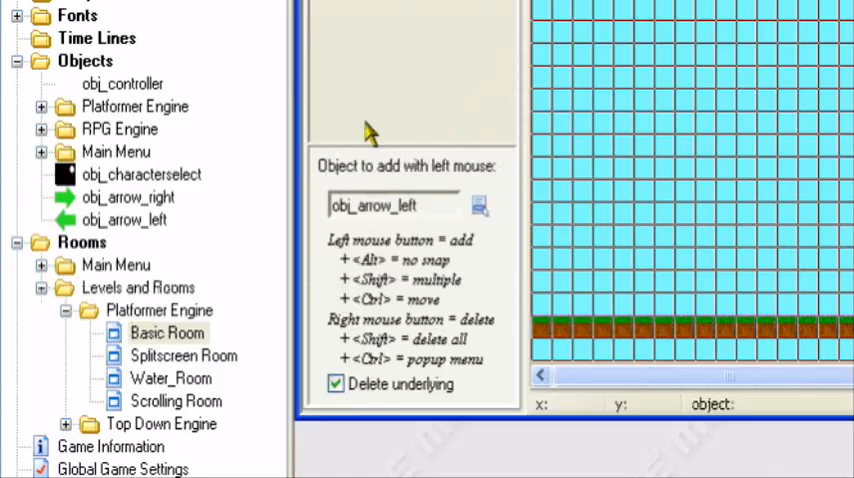 Fonts
Time Lines
Objects
obj_controller
Platformer Engine
RPG Engine
Main Menu
obj_characterselect
obj_arrow_right
obj_arrow_left
Rooms
Main Menu
Levels and Rooms
Platformer Engine
Basic Room
Splitscreen Room
Water_Room
Scrolling Room
Top Down Engine
Game Information
Global Game Settings
Object to add with left mouse:
obj_arrow_left
Left mouse button = add
+ <Alt> = no snap
+ <Shift> = multiple
+ <Ctrl> = move
Right mouse button = delete
+ <Shift> = delete all
+ <Ctrl> = popup menu
Delete underlying
x: y: object: